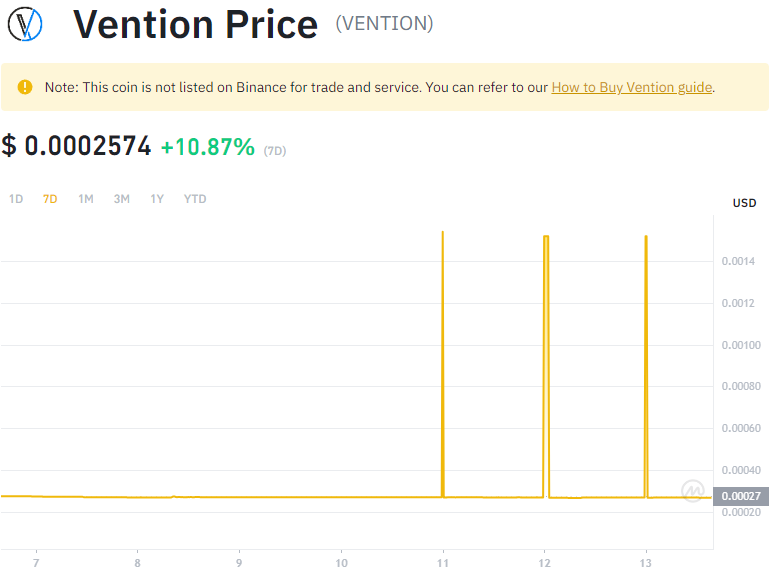 Vention Price (VENTION)
Note: This coin is not listed on Binance for trade and service. You can refer to our How to Buy Vention guide.
$ 0.0002574 +10.87% (7D)
1D 7D 1M 3M 1Y YTD
USD
0.0014
0.0012
0.00100
0.00080
0.00060
0.00040
0.00027
0.00020
7 8 9 10 11 12 13